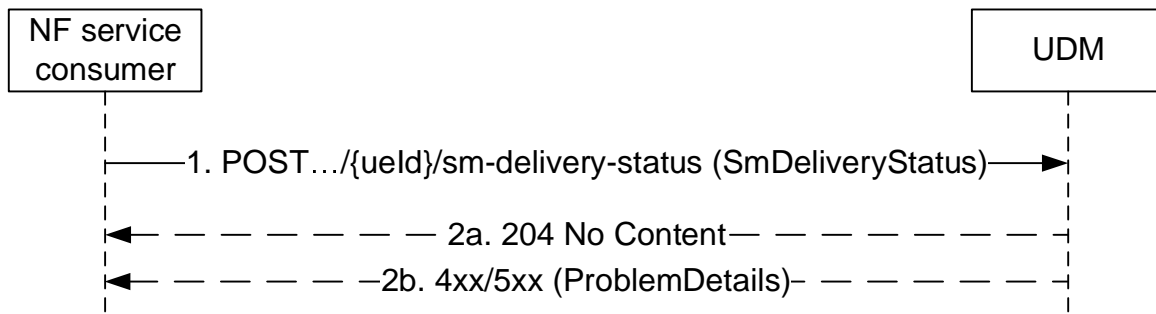 NF service
consumer
UDM
1. POST…/{ueId}/sm-delivery-status (SmDeliveryStatus)
2a. 204 No Content
2b. 4xx/5xx (ProblemDetails)